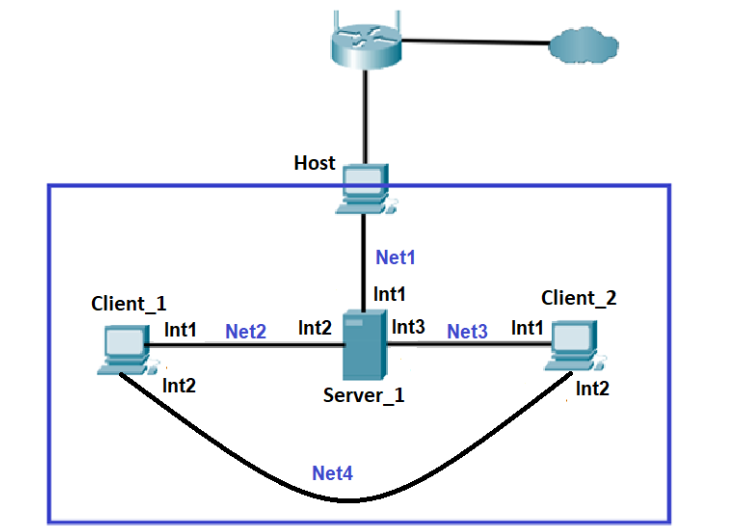 Host
Net1
Int1
Client_1
Client_2
Int1
Net2
Int2
Int3
Net3
Int1
Int2
Server_1
Int2
Net4